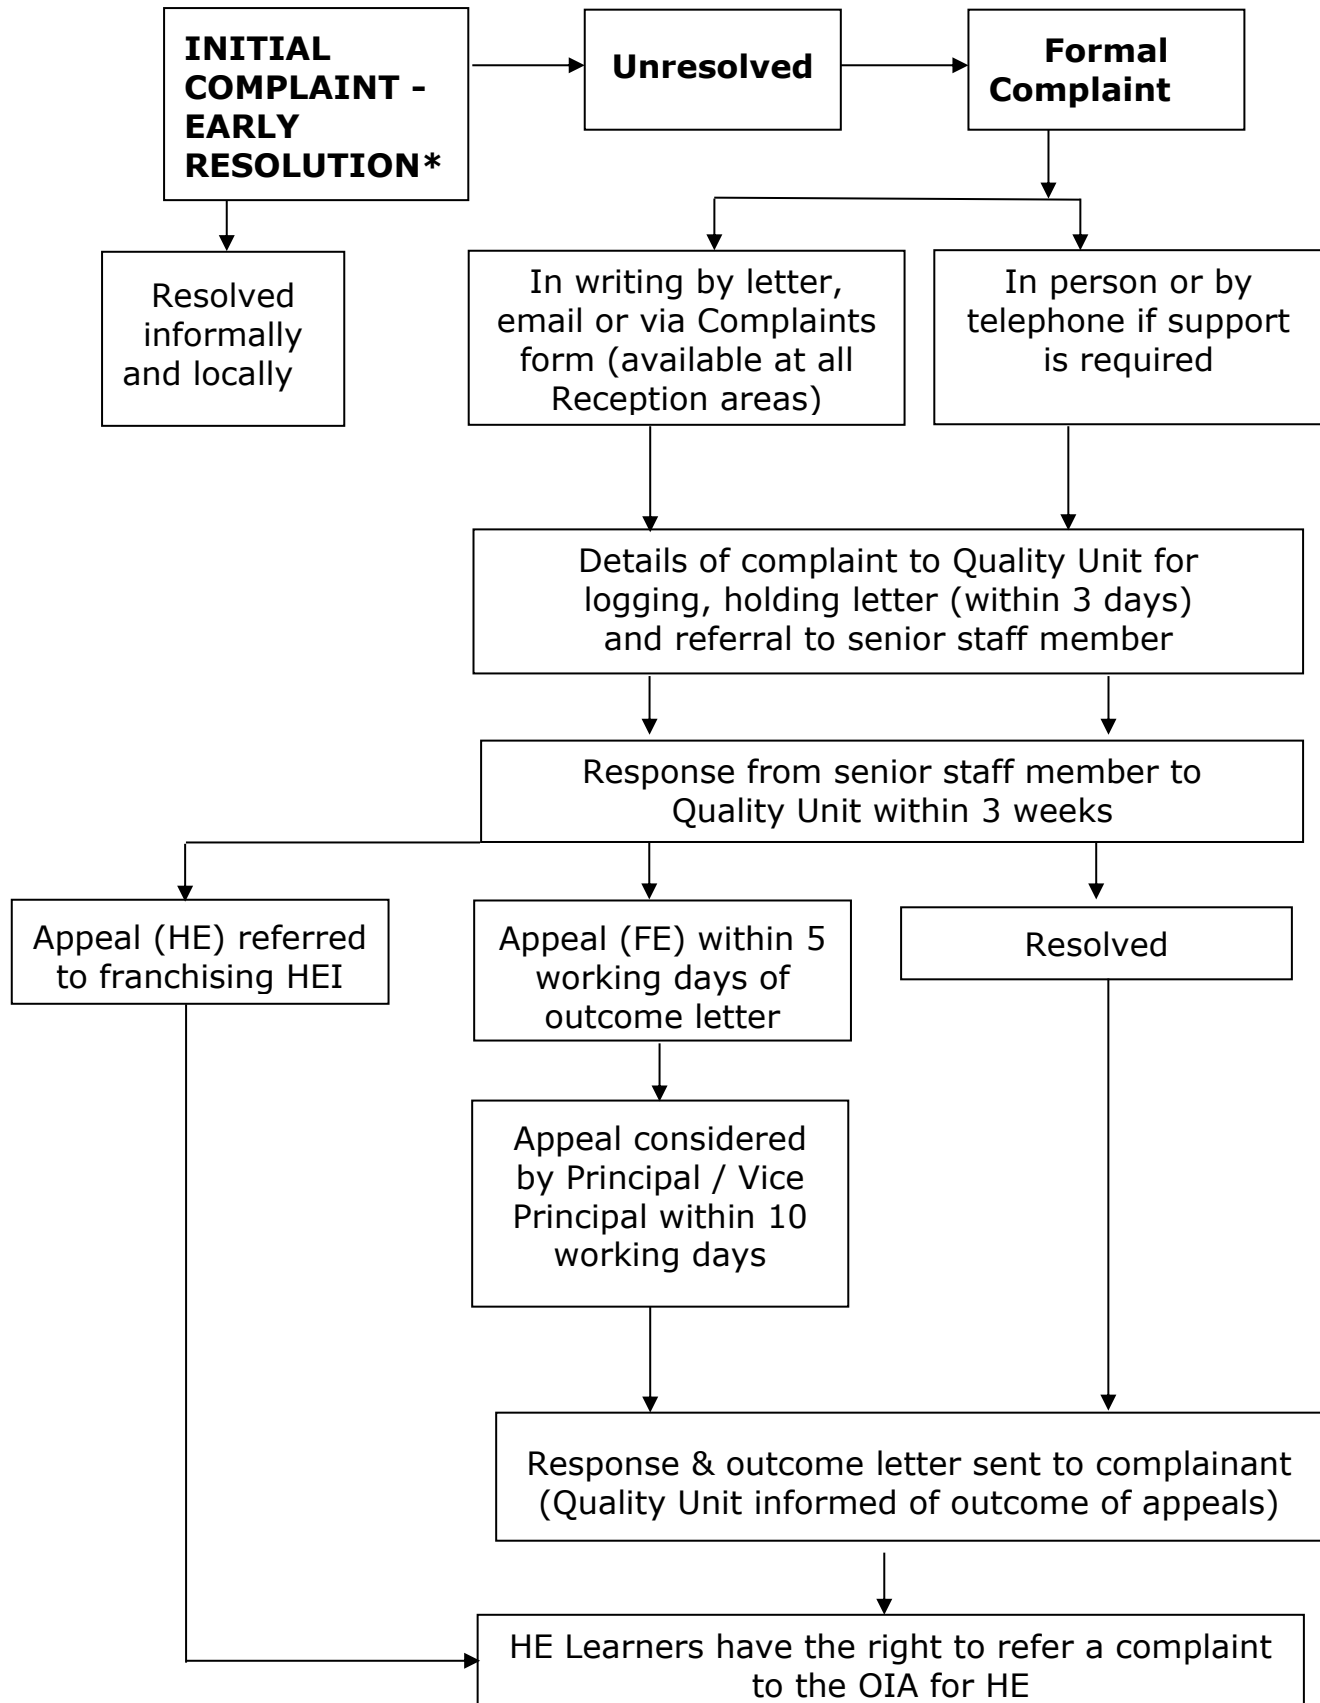 INITIAL
COMPLAINT -
EARLY
RESOLUTION*
Unresolved
Formal
Complaint
Resolved
informally
and locally
In writing by letter,
email or via Complaints
form (available at all
Reception areas)
In person or by
telephone if support
is required
Details of complaint to Quality Unit for
logging, holding letter (within 3 days)
and referral to senior staff member
Response from senior staff member to
Quality Unit within 3 weeks
Appeal (HE) referred
to franchising HEI
Appeal (FE) within 5
working days of
outcome letter
Resolved
Appeal considered
by Principal / Vice
Principal within 10
working days
Response & outcome letter sent to complainant
(Quality Unit informed of outcome of appeals)
HE Learners have the right to refer a complaint
to the OIA for HE